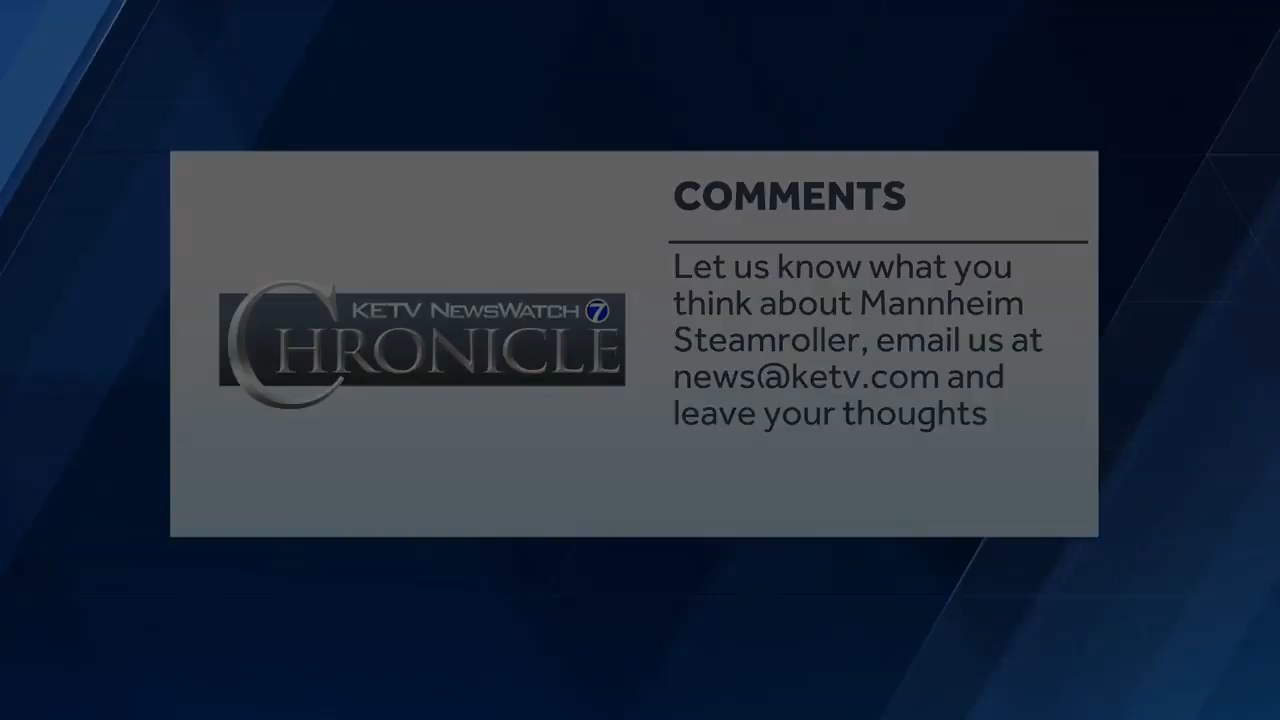 COMMENTS
Let us know what you
think about Mannheim
Steamroller, email us at
news@ketv.com and
leave your thoughts
KETV NEWSWATCH 7
CHRONICLE